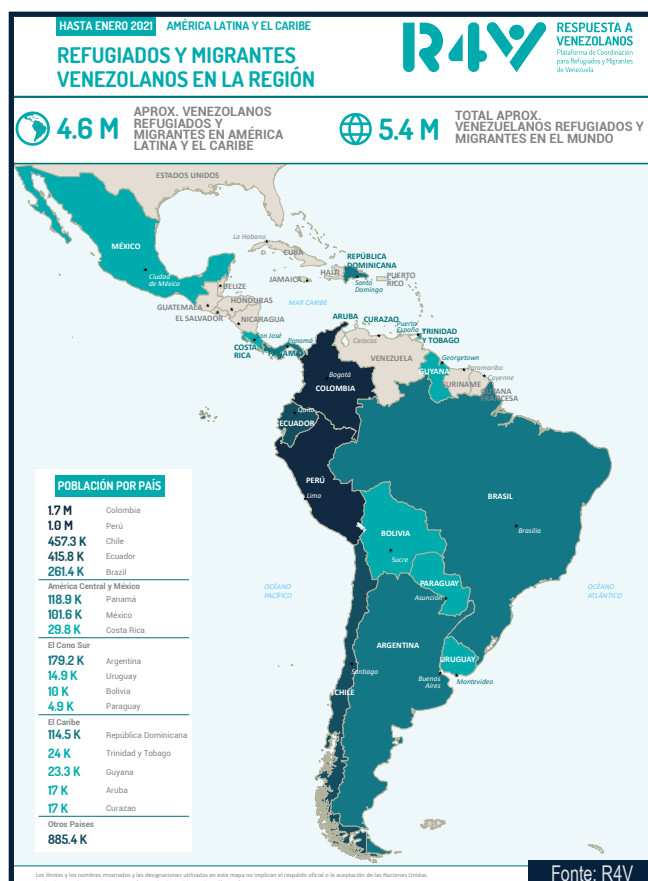 HASTA ENERO 2021 AMÉRICA LATINA Y EL CARIBE
REFUGIADOS Y MIGRANTES
VENEZOLANOS EN LA REGIÓN
R4V
RESPUESTA A
VENEZOLANOS
Plataforma de Coordinación
para Refugiados y Migrantes
de Venezuela
4.6 M
APROX. VENEZOLANOS
REFUGIADOS Y
MIGRANTES EN AMÉRICA
LATINA Y EL CARIBE
5.4 M
TOTAL APROX.
VENEZUELANOS REFUGIADOS Y
MIGRANTES EN EL MUNDO
ESTADOS UNIDOS
MÉXICO
Ciudad
de México
La Habana
CUBA
JAMAICA
HAITÍ
REPÚBLICA
DOMINICANA
Santo
Domingo
PUERTO
RICO
BELIZE
GUATEMALA
HONDURAS
EL SALVADOR
NICARAGUA
MAR CARIBE
San José
COSTA
RICA
Panamá
PANAMÁ
ARUBA
CURAZAO
Puerto
España
TRINIDAD
Y TOBAGO
Caracas
VENEZUELA
Georgetown
GUYANA
Paramaribo
SURINAME
Cayenne
GUYANA
FRANCESA
Bogotá
COLOMBIA
Quito
ECUADOR
PERÚ
Lima
BRASIL
Brasilia
BOLIVIA
Sucre
PARAGUAY
Asunción
OCÉANO
PACÍFICO
OCÉANO
ATLÁNTICO
ARGENTINA
URUGUAY
Santiago
Buenos
Aires
Montevideo
CHILE
POBLACIÓN POR PAÍS
1.7 M Colombia
1.0 M Perú
457.3 K Chile
415.8 K Ecuador
261.4 K Brazil
América Central y México
118.9 K Panamá
101.6 K México
29.8 K Costa Rica
El Cono Sur
179.2 K Argentina
14.9 K Uruguay
10 K Bolivia
4.9 K Paraguay
El Caribe
114.5 K República Dominicana
24 K Trinidad y Tobago
23.3 K Guyana
17 K Aruba
17 K Curazao
Otros Países
885.4 K
Los límites y los nombres mostrados y las designaciones utilizadas en este mapa no implican el respaldo oficial o la aceptación de las Naciones Unidas.
Fonte: R4V